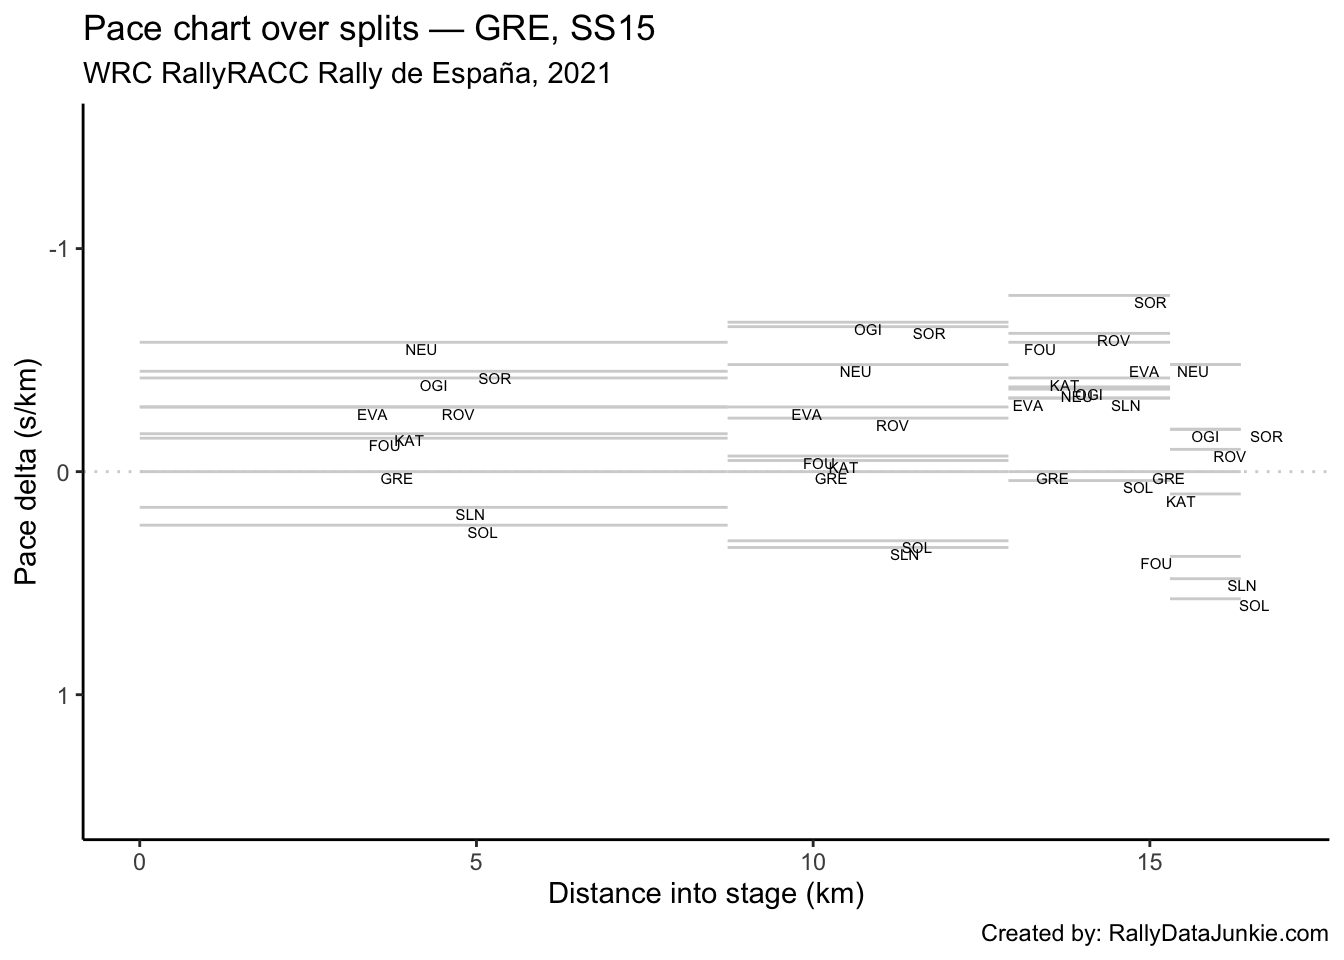 Pace chart over splits — GRE, SS15
WRC RallyRACC Rally de España, 2021
Pace delta (s/km)
-1
0
1
NEU
OGI
SOR
EVA
ROV
FOU
KAT
GRE
SLN
SOL
OGI
SOR
NEU
EVA
ROV
FOU
KAT
GRE
SOL
SLN
SOR
ROV
FOU
EVA
KAT
OGI
NEU
EVA
SLN
GRE
SOL
NEU
OGI
SOR
ROV
GRE
KAT
FOU
SLN
SOL
0
5
10
15
Distance into stage (km)
Created by: RallyDataJunkie.com